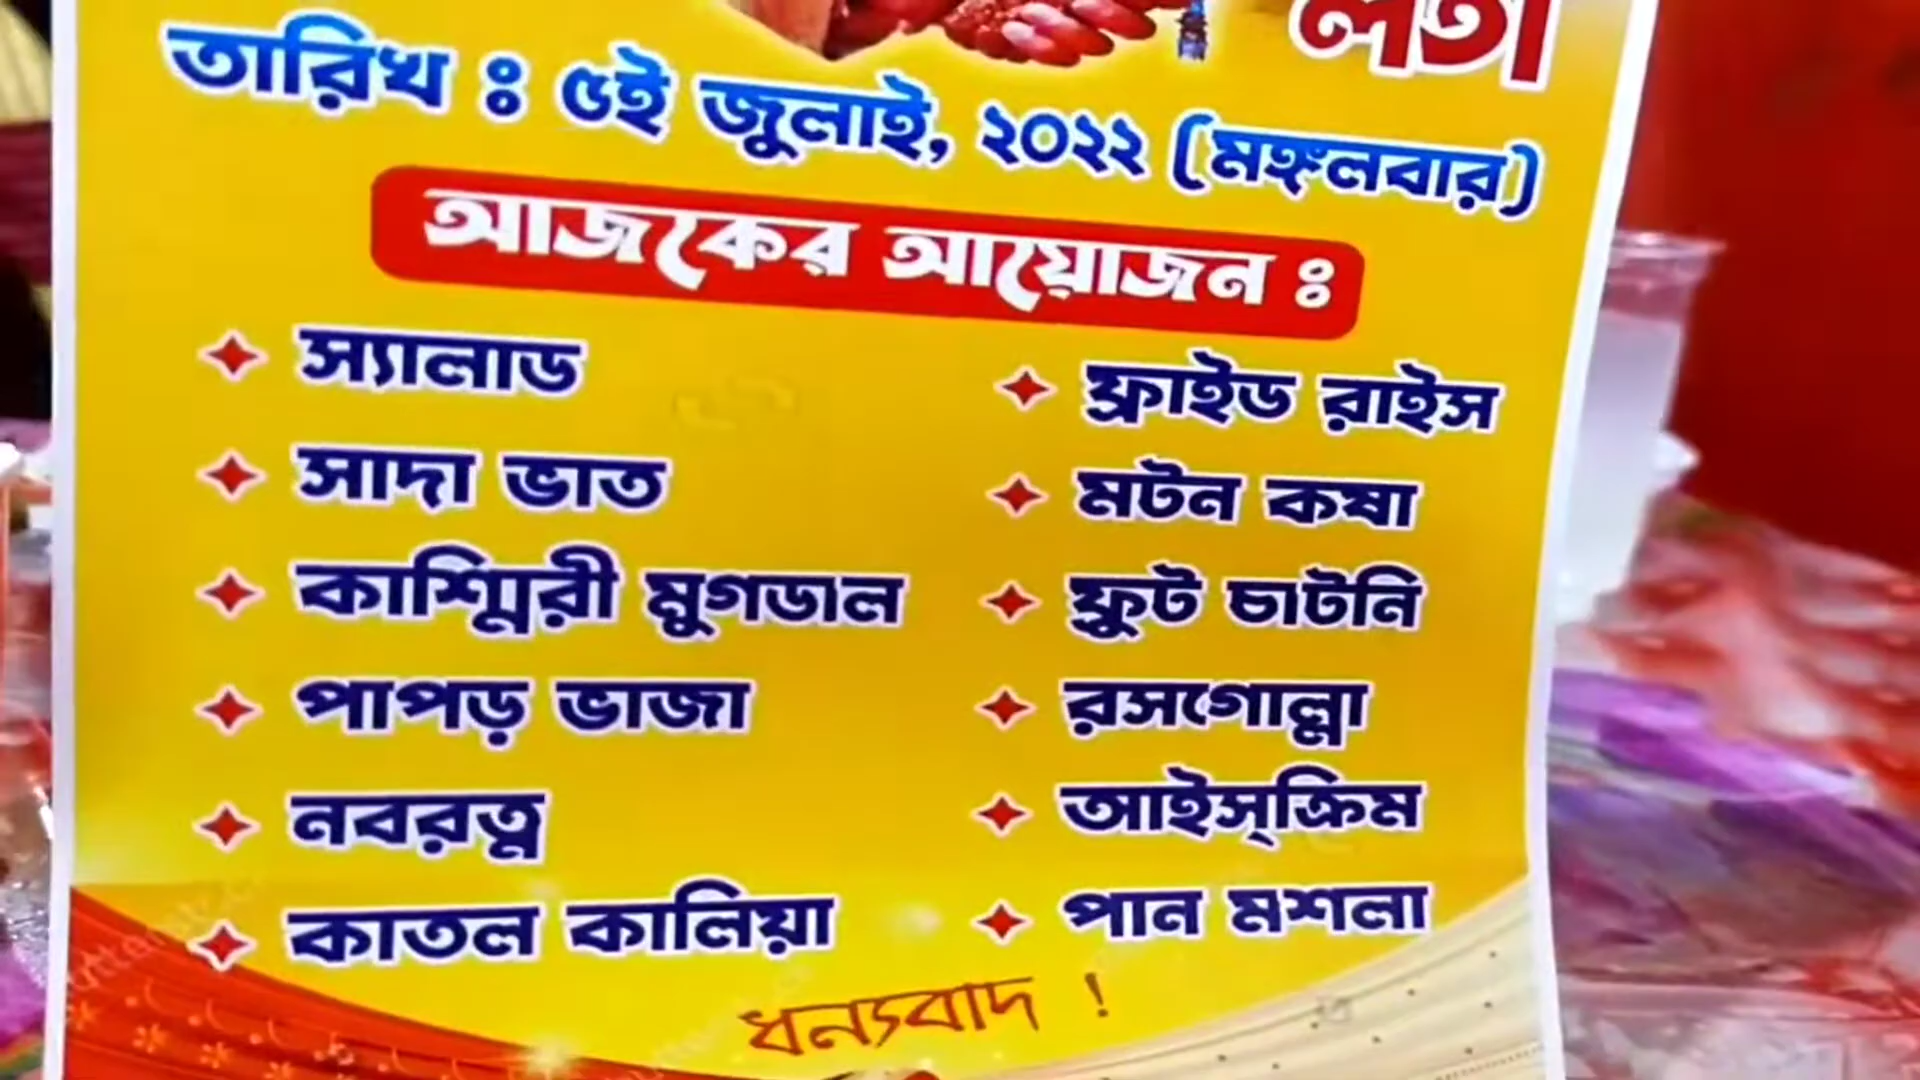 লতা
তারিখ ঃ ৫ই জুলাই, ২০২২ (মঙ্গলবার)
আজকের আয়োজন ঃ
স্যালাড
সাদা ভাত
কাশ্মিরী মুগডাল
পাপড় ভাজা
নবরত্ন
কাতল কালিয়া
ফ্রাইড রাইস
মটন কষা
ফ্রুট চাটনি
রসগোল্লা
আইস্ক্রিম
পান মশলা
ধন্যবাদ !